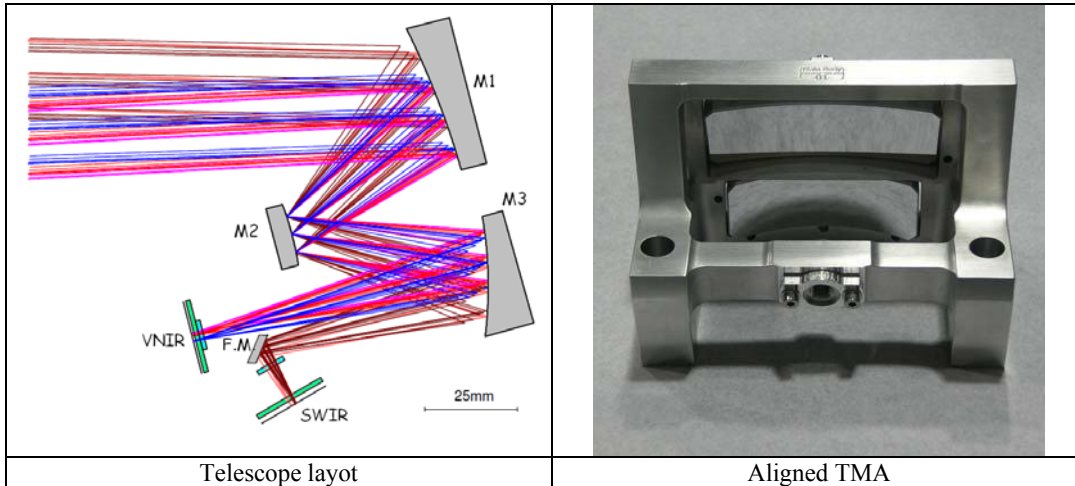 M1
M3
M2
VNIR
F.M.
25mm
SWIR
Telescope layot
Aligned TMA